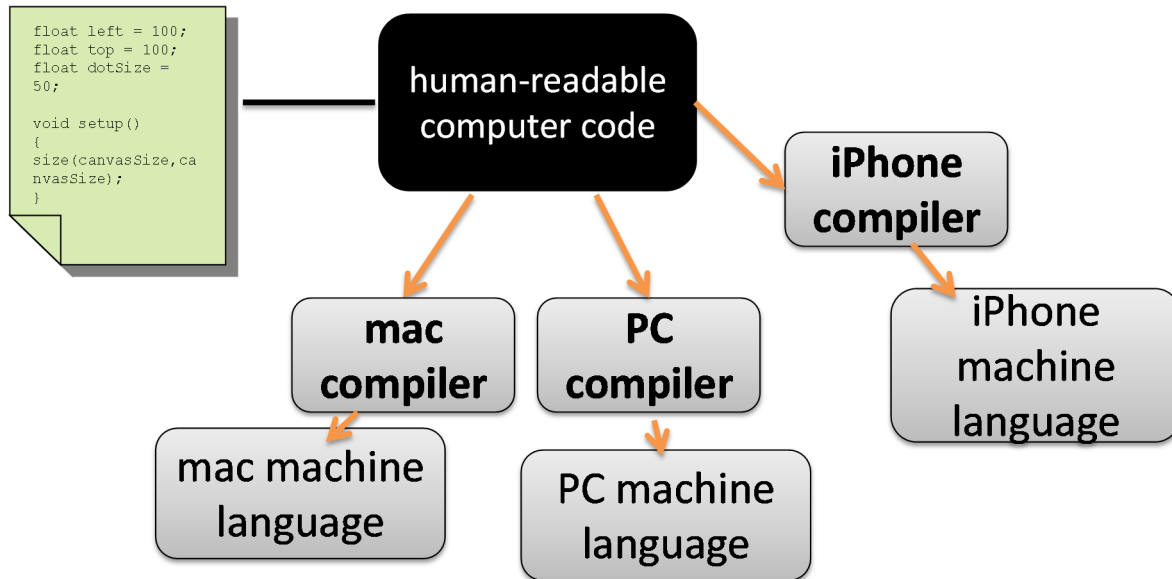 float left = 100;
float top = 100;
float dotSize =
50;
void setup()
{
size(canvasSize,ca
nvasSize);
}
human-readable
computer code
iPhone
compiler
mac
compiler
PC
compiler
iPhone
machine
language
mac machine
language
PC machine
language